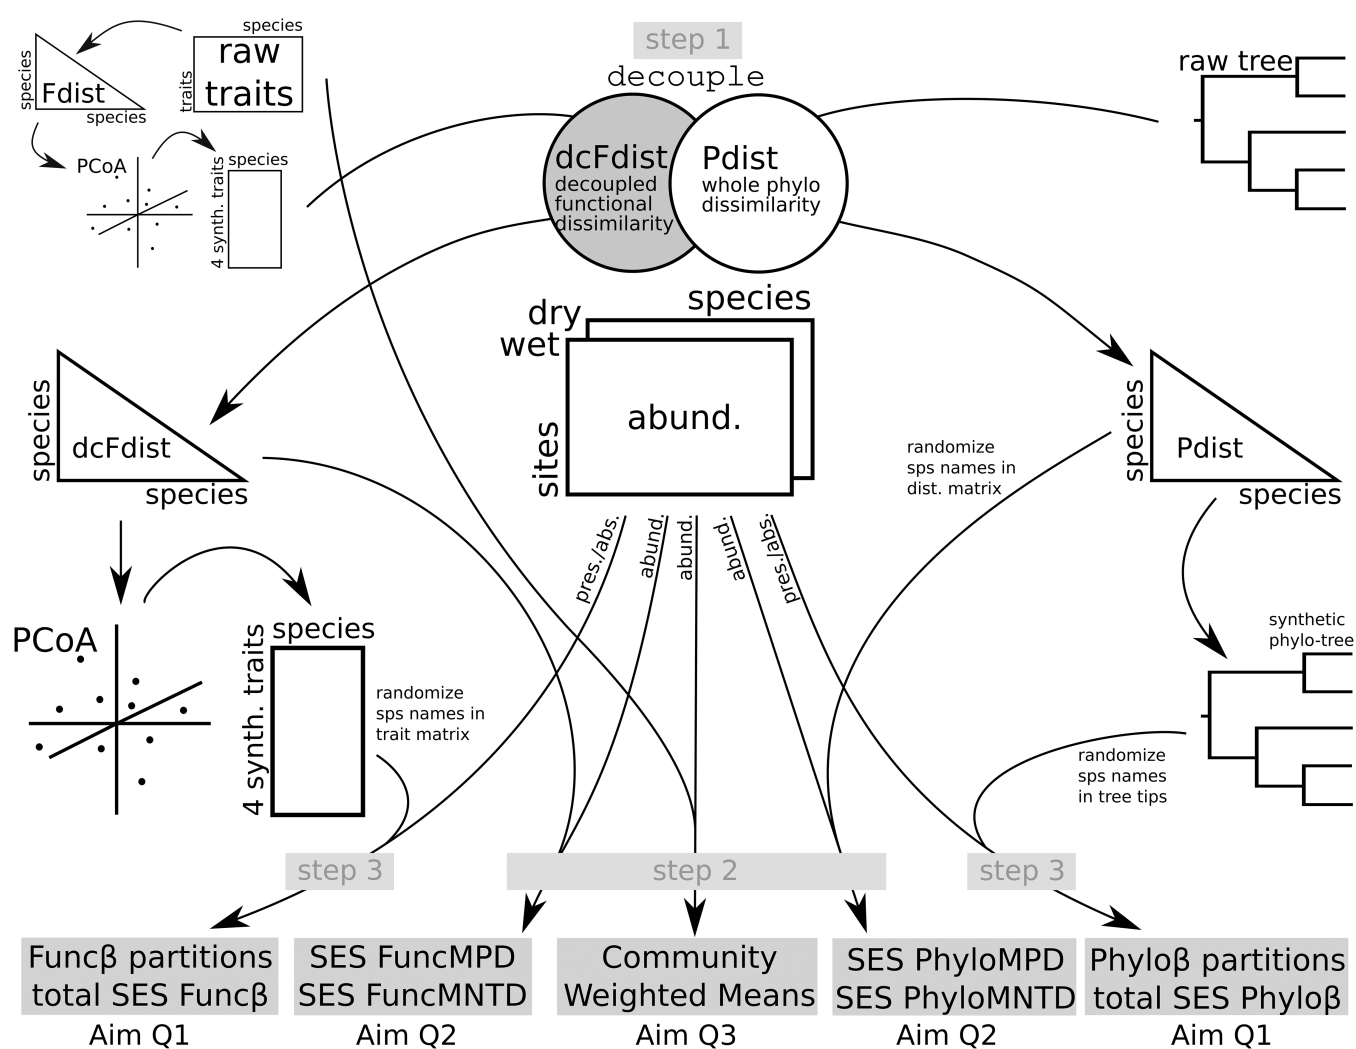 species
raw
traits
traits
species
Fdist
species
PCoA
species
4 synth. traits
step 1
decouple
dcFdist
decoupled
functional
dissimilarity
Pdist
whole phylo
dissimilarity
raw tree
species
dry
wet
sites
abund.
species
dcFdist
species
species
Pdist
species
randomize
sps names in
dist. matrix
pres./abs.
abund.
abund.
abund.
pres./abs.
PCoA
species
4 synth. traits
randomize
sps names in
trait matrix
synthetic
phylo-tree
randomize
sps names
in tree tips
step 3
step 2
step 3
Funcβ partitions
total SES Funcβ
Aim Q1
SES FuncMPD
SES FuncMNTD
Aim Q2
Community
Weighted Means
Aim Q3
SES PhyloMPD
SES PhyloMNTD
Aim Q2
Phyloβ partitions
total SES Phyloβ
Aim Q1